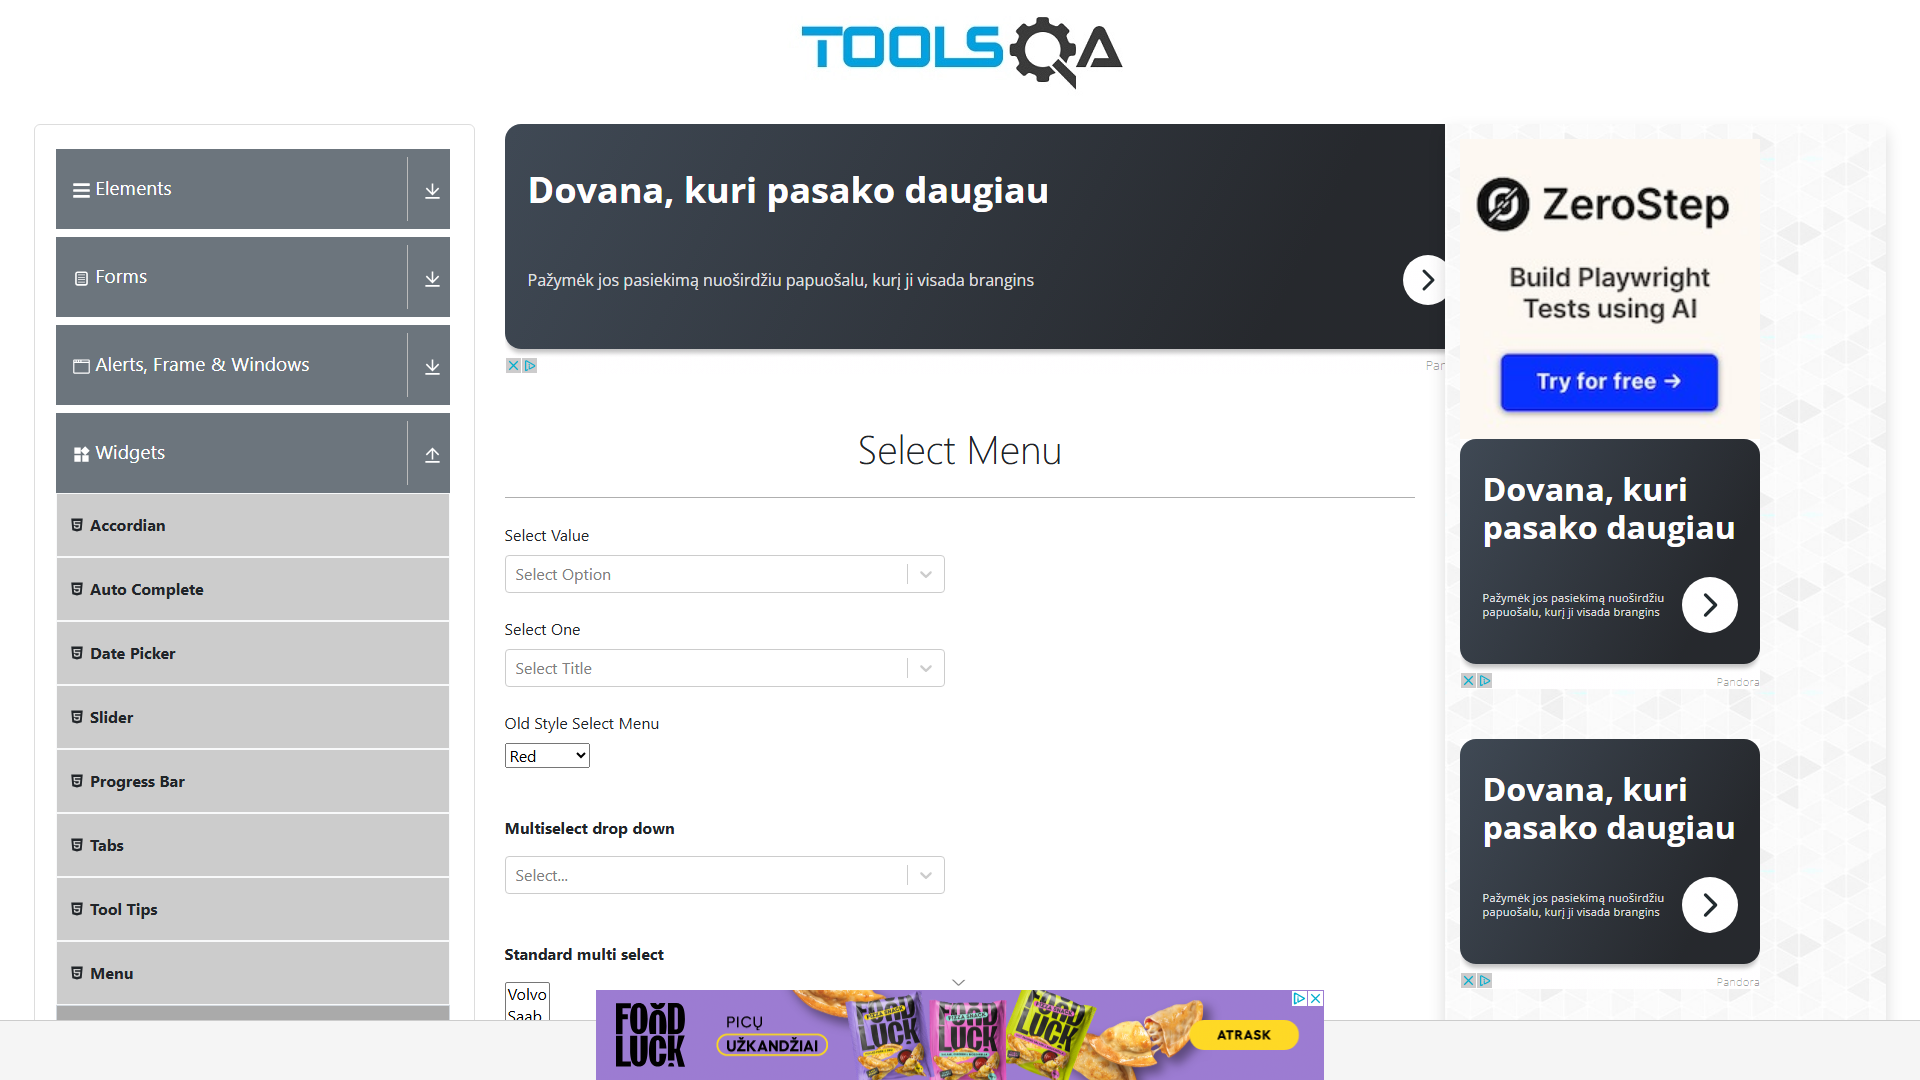 TOOLSQA
Elements
Forms
Alerts, Frame & Windows
Widgets
Accordian
Auto Complete
Date Picker
Slider
Progress Bar
Tabs
Tool Tips
Menu
Dovana, kuri pasako daugiau
Pažymėk jos pasiekimą nuoširdžiu papuošalu, kurį ji visada brangins
Par
Select Menu
Select Value
Select Option
Select One
Select Title
Old Style Select Menu
Red
Multiselect drop down
Select...
Standard multi select
Volvo
Saab
ZeroStep
Build Playwright
Tests using AI
Try for free →
Dovana, kuri
pasako daugiau
Pažymėk jos pasiekimą nuoširdžiu
papuošalu, kurį ji visada brangins
Pandora
Dovana, kuri
pasako daugiau
Pažymėk jos pasiekimą nuoširdžiu
papuošalu, kurį ji visada brangins
Pandora
FOOD
LUCK
PICŲ
UŽKANDŽIAI
ATRASK